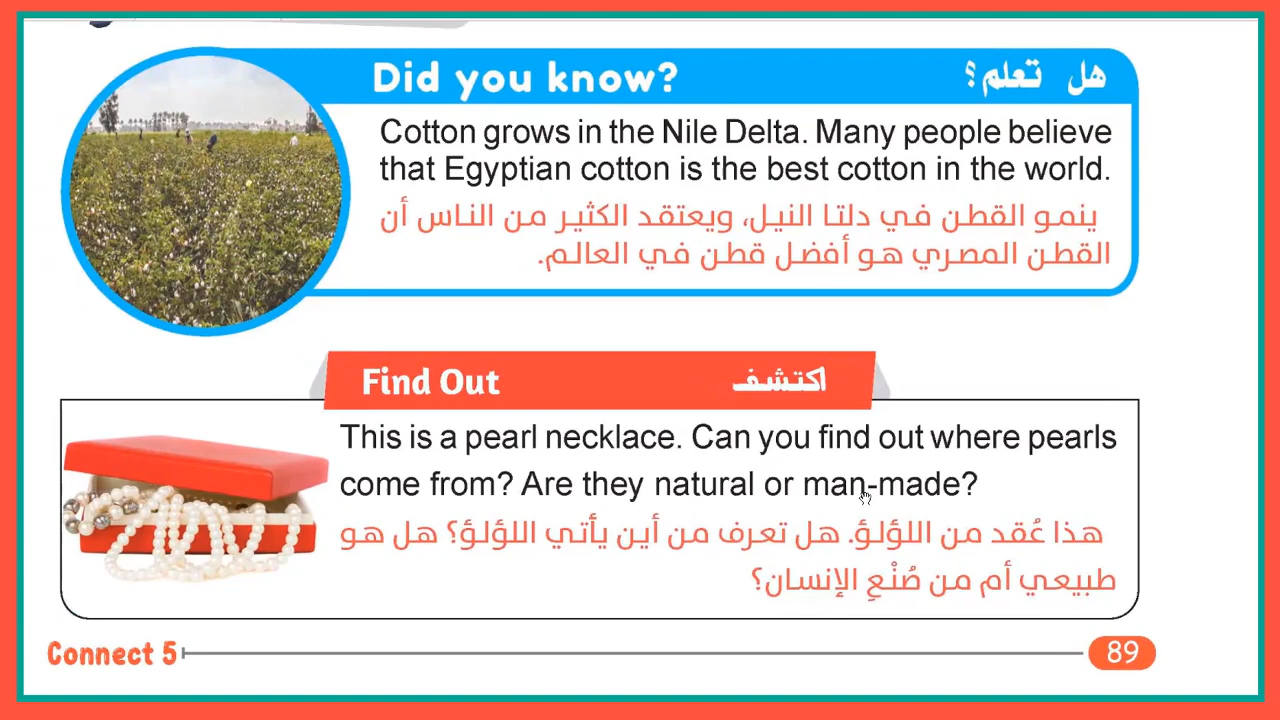 Did you know?
هل تعلم؟
Cotton grows in the Nile Delta. Many people believe
that Egyptian cotton is the best cotton in the world.
ينمو القطن في دلتا النيل، ويعتقد الكثير من الناس أن
القطن المصري هو أفضل قطن في العالم.
Find Out
اكتشف
This is a pearl necklace. Can you find out where pearls
come from? Are they natural or man-made?
هذا عُقد من اللؤلؤ. هل تعرف من أين يأتي اللؤلؤ؟ هل هو
طبيعي أم من صُنْعِ الإنسان؟
Connect 5
89